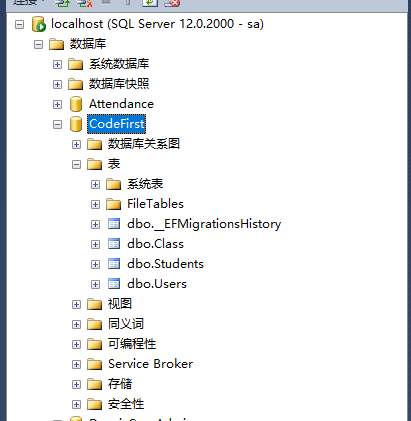 localhost (SQL Server 12.0.2000 - sa)
数据库
系统数据库
数据库快照
Attendance
CodeFirst
数据库关系图
表
系统表
FileTables
dbo.__EFMigrationsHistory
dbo.Class
dbo.Students
dbo.Users
视图
同义词
可编程性
Service Broker
存储
安全性